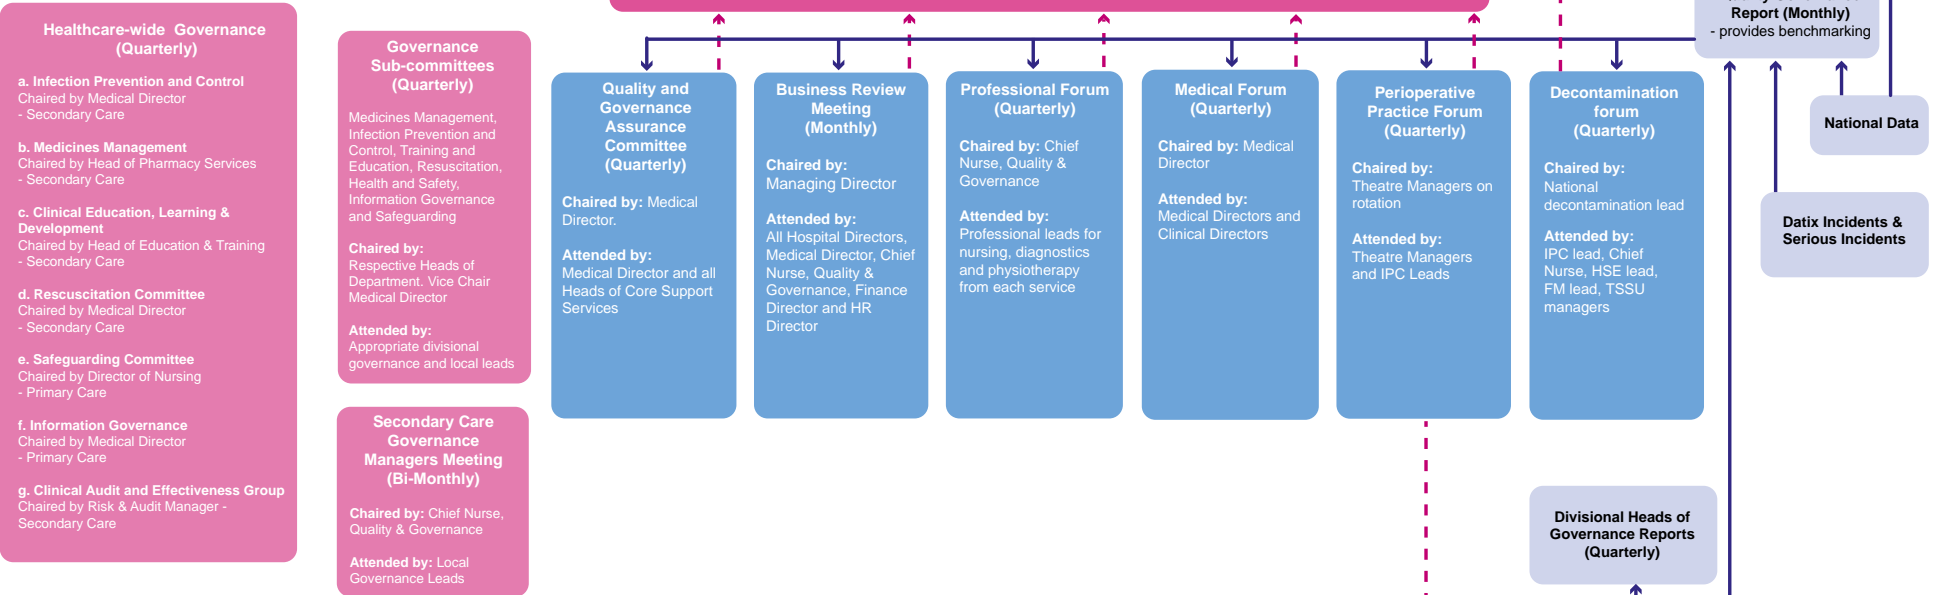 Healthcare-wide  Governance
(Quarterly)
a. Infection Prevention and Control
Chaired by Medical Director
- Secondary Care
b. Medicines Management
Chaired by Head of Pharmacy Services
- Secondary Care
c. Clinical Education, Learning &
Development
Chaired by Head of Education & Training
- Secondary Care
d. Rescuscitation Committee
Chaired by Medical Director
- Secondary Care
e. Safeguarding Committee
Chaired by Director of Nursing
- Primary Care
f. Information Governance
Chaired by Medical Director
- Primary Care
g. Clinical Audit and Effectiveness Group
Chaired by Risk & Audit Manager -
Secondary Care
Governance
Sub-committees
(Quarterly)
Medicines Management,
Infection Prevention and
Control, Training and
Education, Resuscitation,
Health and Safety,
Information Governance
and Safeguarding
Chaired by:
Respective Heads of
Department. Vice Chair
Medical Director
Attended by:
Appropriate divisional
governance and local leads
Secondary Care
Governance
Managers Meeting
(Bi-Monthly)
Chaired by: Chief Nurse,
Quality & Governance
Attended by: Local
Governance Leads
Quality and
Governance
Assurance
Committee
(Quarterly)
Chaired by: Medical
Director.
Attended by:
Medical Director and all
Heads of Core Support
Services
Business Review
Meeting
(Monthly)
Chaired by:
Managing Director
Attended by:
All Hospital Directors,
Medical Director, Chief
Nurse, Quality &
Governance, Finance
Director and HR
Director
Professional Forum
(Quarterly)
Chaired by: Chief
Nurse, Quality &
Governance
Attended by:
Professional leads for
nursing, diagnostics
and physiotherapy
from each service
Medical Forum
(Quarterly)
Chaired by: Medical
Director
Attended by:
Medical Directors and
Clinical Directors
Perioperative
Practice Forum
(Quarterly)
Chaired by:
Theatre Managers on
rotation
Attended by:
Theatre Managers
and IPC Leads
Decontamination
forum
(Quarterly)
Chaired by:
National
decontamination lead
Attended by:
IPC lead, Chief
Nurse, HSE lead,
FM lead, TSSU
managers
Report (Monthly)
- provides benchmarking
National Data
Datix Incidents &
Serious Incidents
Divisional Heads of
Governance Reports
(Quarterly)